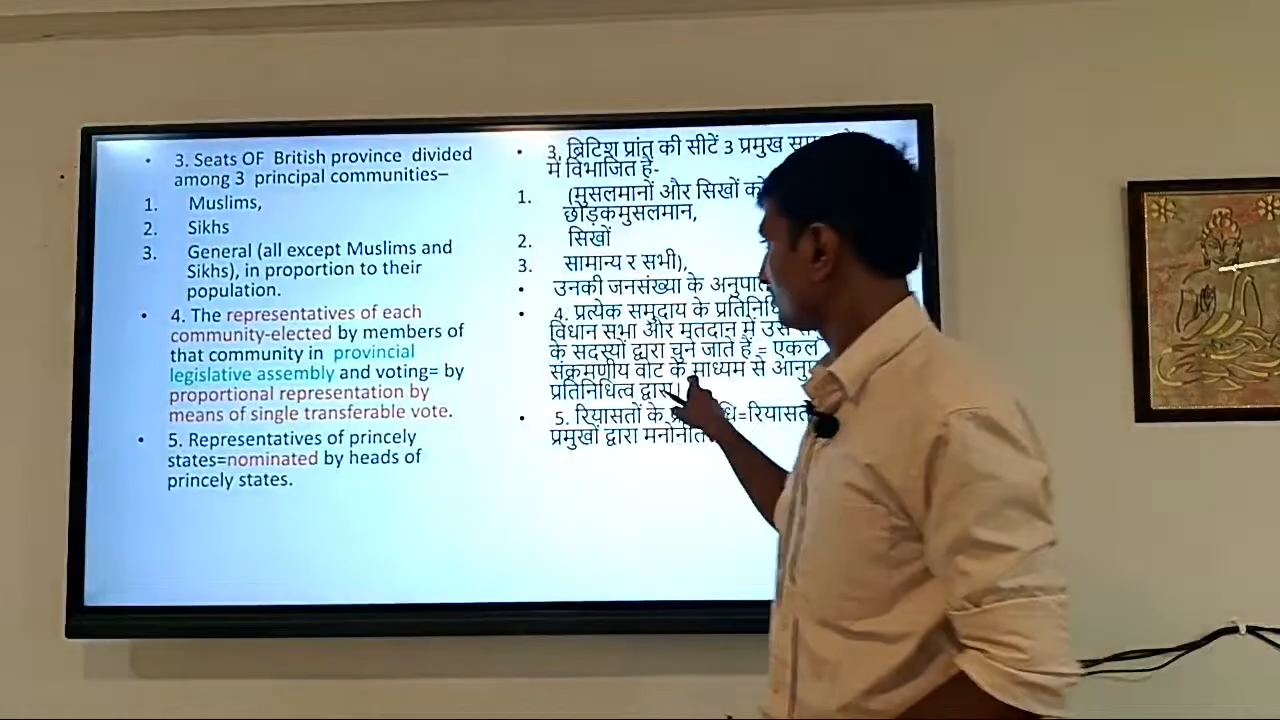 • 3. Seats OF British province divided
among 3 principal communities–
1. Muslims,
2. Sikhs
3. General (all except Muslims and
Sikhs), in proportion to their
population.
• 4. The representatives of each
community-elected by members of
that community in provincial
legislative assembly and voting= by
proportional representation by
means of single transferable vote.
• 5. Representatives of princely
states=nominated by heads of
princely states.
• 3, ब्रिटिश प्रांत की सीटें 3 प्रमुख
में विभाजित हैं-
1. (मुसलमानों और सिखों को
छोड़कमुसलमान,
2. सिखों
3. सामान्य र सभी),
• उनकी जनसंख्या के
• 4. प्रत्येक समुदाय के
विधान सभा और मतदान में
के सदस्यों द्वारा चुने जाते हैं = एकल
संक्रमणीय वोट के माध्यम से
प्रतिनिधित्व द्वारा।
• 5. रियासतों के
प्रमुखों द्वारा मनोनीत